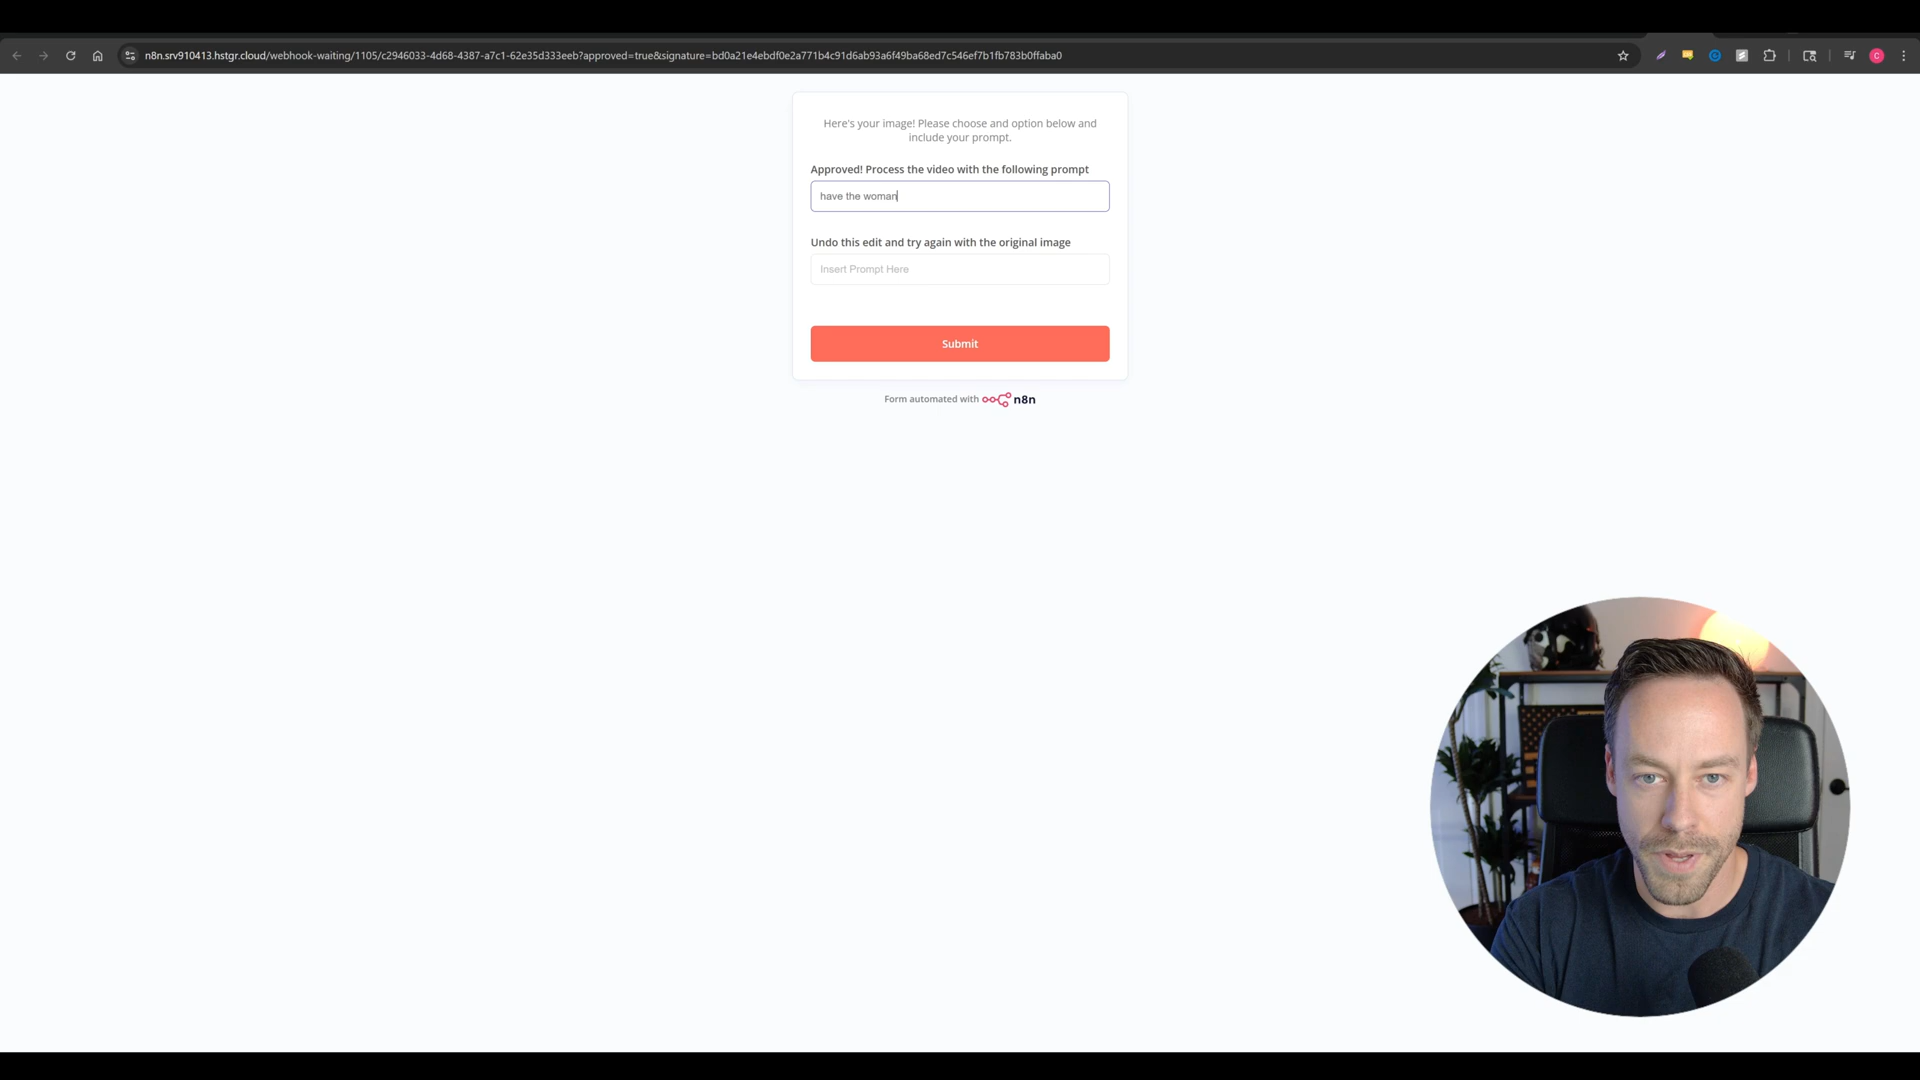 n8n.srv910413.hstgr.cloud/webhook-waiting/1105/c2946033-4d68-4387-a7c1-62e35d333eeb?approved=true&signature=bd0a21e4ebdf0e2a771b4c91d6ab93a6f49ba68ed7c546ef7b1fb783b0ffaba0
C
Here's your image! Please choose and option below and
include your prompt.
Approved! Process the video with the following prompt
have the woman
Undo this edit and try again with the original image
Insert Prompt Here
Submit
Form automated with n8n